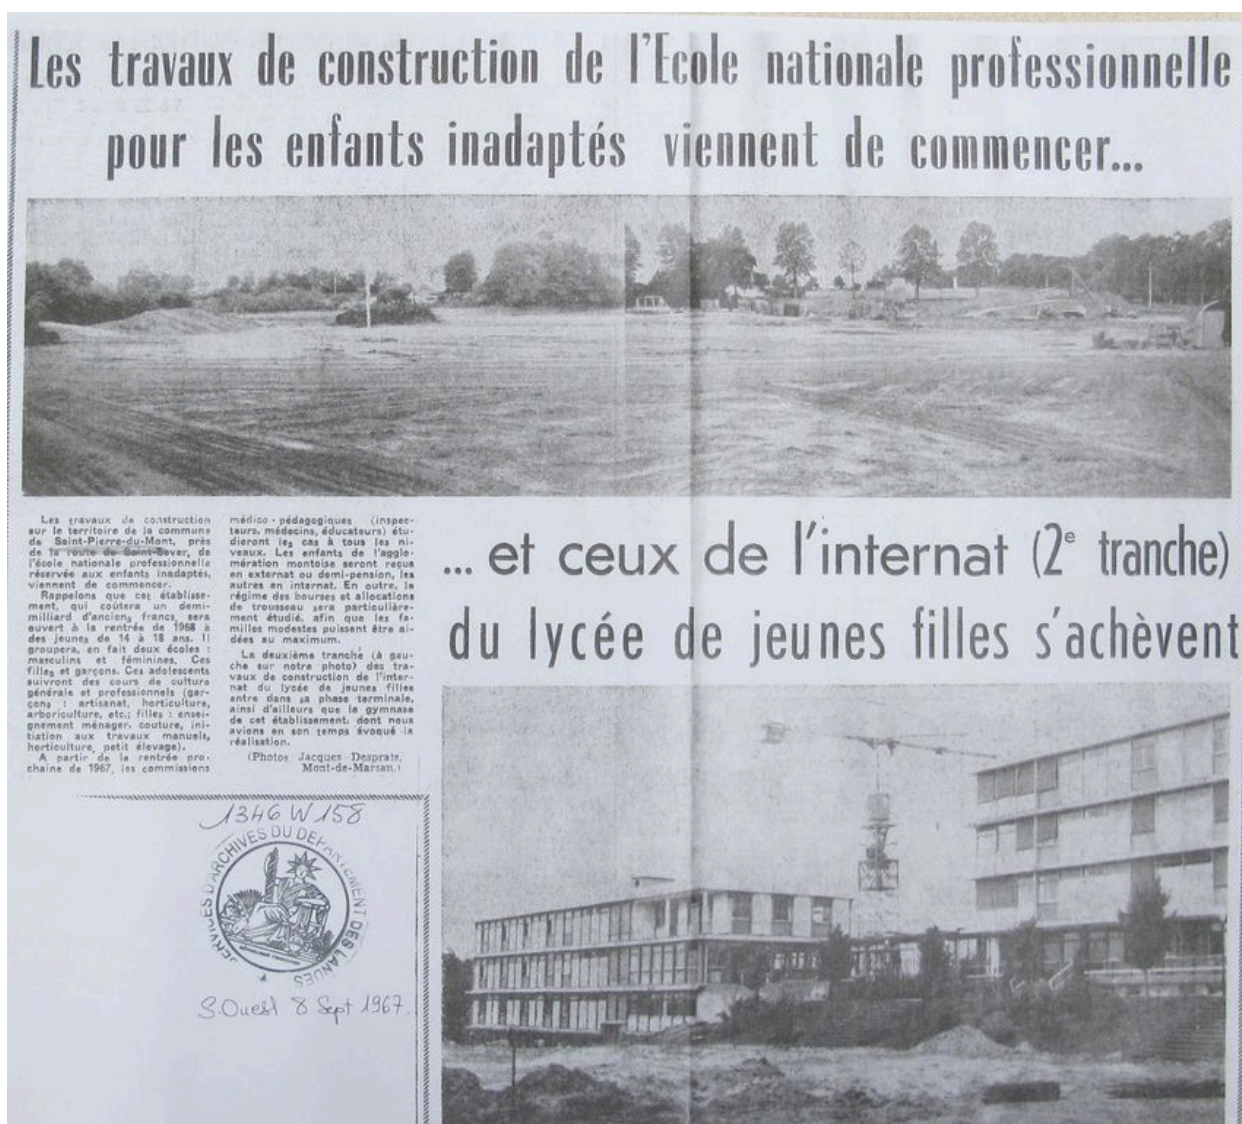 Les travaux de construction de l'Ecole nationale professionnelle
pour les enfants inadaptés viennent de commencer...
Les travaux de construction
sur le territoire de la commune
de Saint-Pierre-du-Mont, près
de la route de Saint-Sever, de
l'école nationale professionnelle
réservée aux enfants inadaptés,
viennent de commencer.
Rappelons que cet établisse-
ment, qui coûtera un demi-
milliard d'anciens francs, sera
ouvert à la rentrée de 1968 à
des jeunes de 14 à 18 ans. Il
groupera, en fait deux écoles :
masculins et féminines. Ces
filles et garçons. Ces adolescents
suivront des cours de culture
générale et professionnels (gar-
çons : artisanat, horticulture,
arboriculture, etc.; filles : ensei-
gnement ménager, couture, ini-
tiation aux travaux manuels,
horticulture, petit élevage).
A partir de la rentrée pro-
chaine de 1967, les commissions
médico-pédagogiques (inspec-
teurs, médecins, éducateurs) étu-
dieront les cas à tous les ni-
veaux. Les enfants de l'agglo-
mération montoise seront reçus
en externat ou demi-pension, les
autres en internat. En outre, le
régime des bourses et allocations
de trousseau sera particulière-
ment étudié, afin que les fa-
milles modestes puissent être ai-
dées au maximum.
La deuxième tranche (à gau-
che sur notre photo) des tra-
vaux de construction de l'inter-
nat du lycée de jeunes filles
entre dans sa phase terminale,
ainsi d'ailleurs que le gymnase
de cet établissement, dont nous
avions en son temps évoqué la
réalisation.
(Photos Jacques Desprats,
Mont-de-Marsan.)
... et ceux de l'internat (2e tranche)
du lycée de jeunes filles s'achèvent
1346 W 158
SERVICES D'ARCHIVES DU DÉPARTEMENT DES LANDES
S.Ouest 8 Sept 1967.